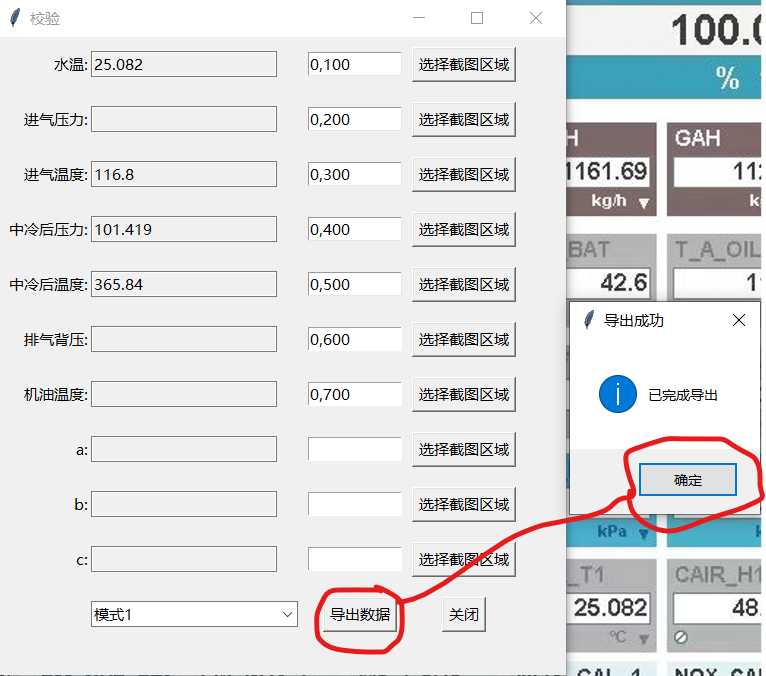 校验
水温: 25.082 0,100 选择截图区域
进气压力: 0,200 选择截图区域
进气温度: 116.8 0,300 选择截图区域
中冷后压力: 101.419 0,400 选择截图区域
中冷后温度: 365.84 0,500 选择截图区域
排气背压: 0,600 选择截图区域
机油温度: 0,700 选择截图区域
a: 选择截图区域
b: 选择截图区域
c: 选择截图区域
模式1 导出数据 关闭
100.0
%
H GAH
1161.69 11
kg/h k
BAT T_A_OIL
42.6 1
导出成功
已完成导出
确定
kPa
_T1 CAIR_H1
25.082 48.
°C